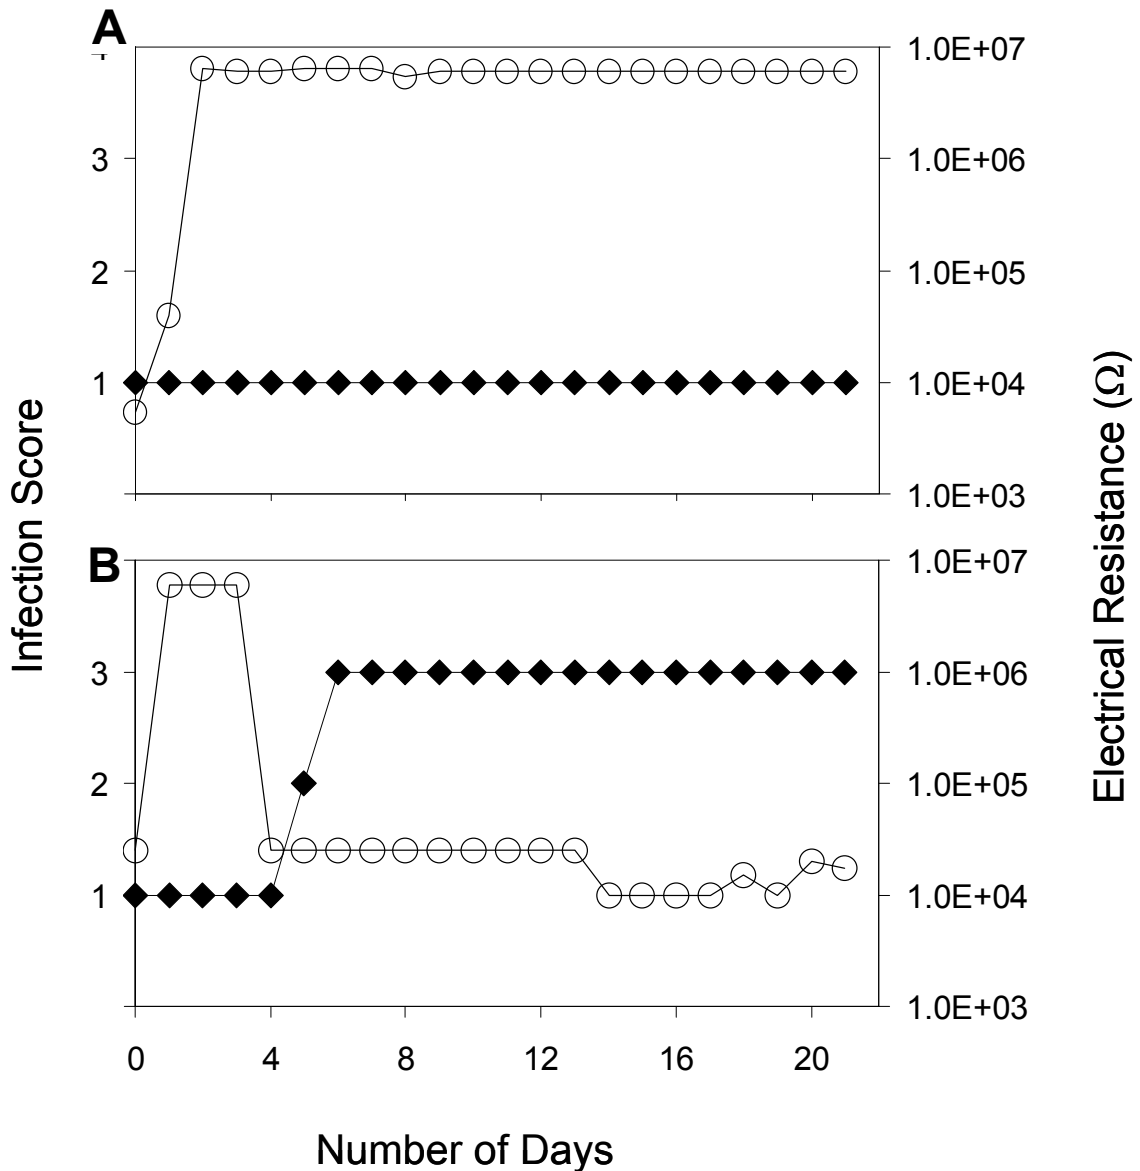 A
4 1.0E+07
3 1.0E+06
2 1.0E+05
1 1.0E+04
1.0E+03
Infection Score
Electrical Resistance (Ω)
B
1.0E+07
3 1.0E+06
2 1.0E+05
1 1.0E+04
1.0E+03
0 4 8 12 16 20
Number of Days